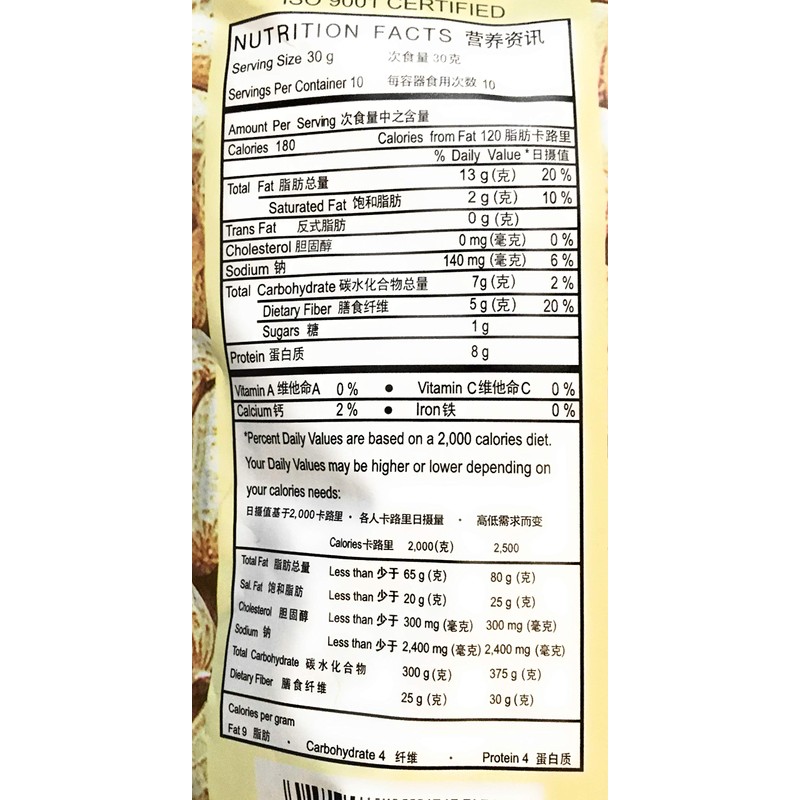 ISO 9001 CERTIFIED
NUTRITION FACTS 营养资讯
Serving Size 30 g 次食量 30克
Servings Per Container 10 每容器食用次数 10
Amount Per Serving 次食量中之含量
Calories 180 Calories from Fat 120 脂肪卡路里
% Daily Value *日摄值
Total Fat 脂肪总量 13 g (克) 20 %
Saturated Fat 饱和脂肪 2 g (克) 10 %
Trans Fat 反式脂肪 0 g (克)
Cholesterol 胆固醇 0 mg (毫克) 0 %
Sodium 钠 140 mg (毫克) 6 %
Total Carbohydrate 碳水化合物总量 7g (克) 2 %
Dietary Fiber 膳食纤维 5 g (克) 20 %
Sugars 糖 1 g
Protein 蛋白质 8 g
Vitamin A 维他命A 0 % • Vitamin C 维他命C 0 %
Calcium 钙 2 % • Iron 铁 0 %
*Percent Daily Values are based on a 2,000 calories diet.
Your Daily Values may be higher or lower depending on
your calories needs:
日摄值基于2,000卡路里 · 各人卡路里日摄量 · 高低需求而变
Calories 卡路里 2,000(克) 2,500
Total Fat 脂肪总量 Less than 少于 65 g (克) 80 g (克)
Sal. Fat 饱和脂肪 Less than 少于 20 g (克) 25 g (克)
Cholesterol 胆固醇 Less than 少于 300 mg (毫克) 300 mg (毫克)
Sodium 钠 Less than 少于 2,400 mg (毫克) 2,400 mg (毫克)
Total Carbohydrate 碳水化合物 300 g (克) 375 g (克)
Dietary Fiber 膳食纤维 25 g (克) 30 g (克)
Calories per gram
Fat 9 脂肪 · Carbohydrate 4 纤维 · Protein 4 蛋白质